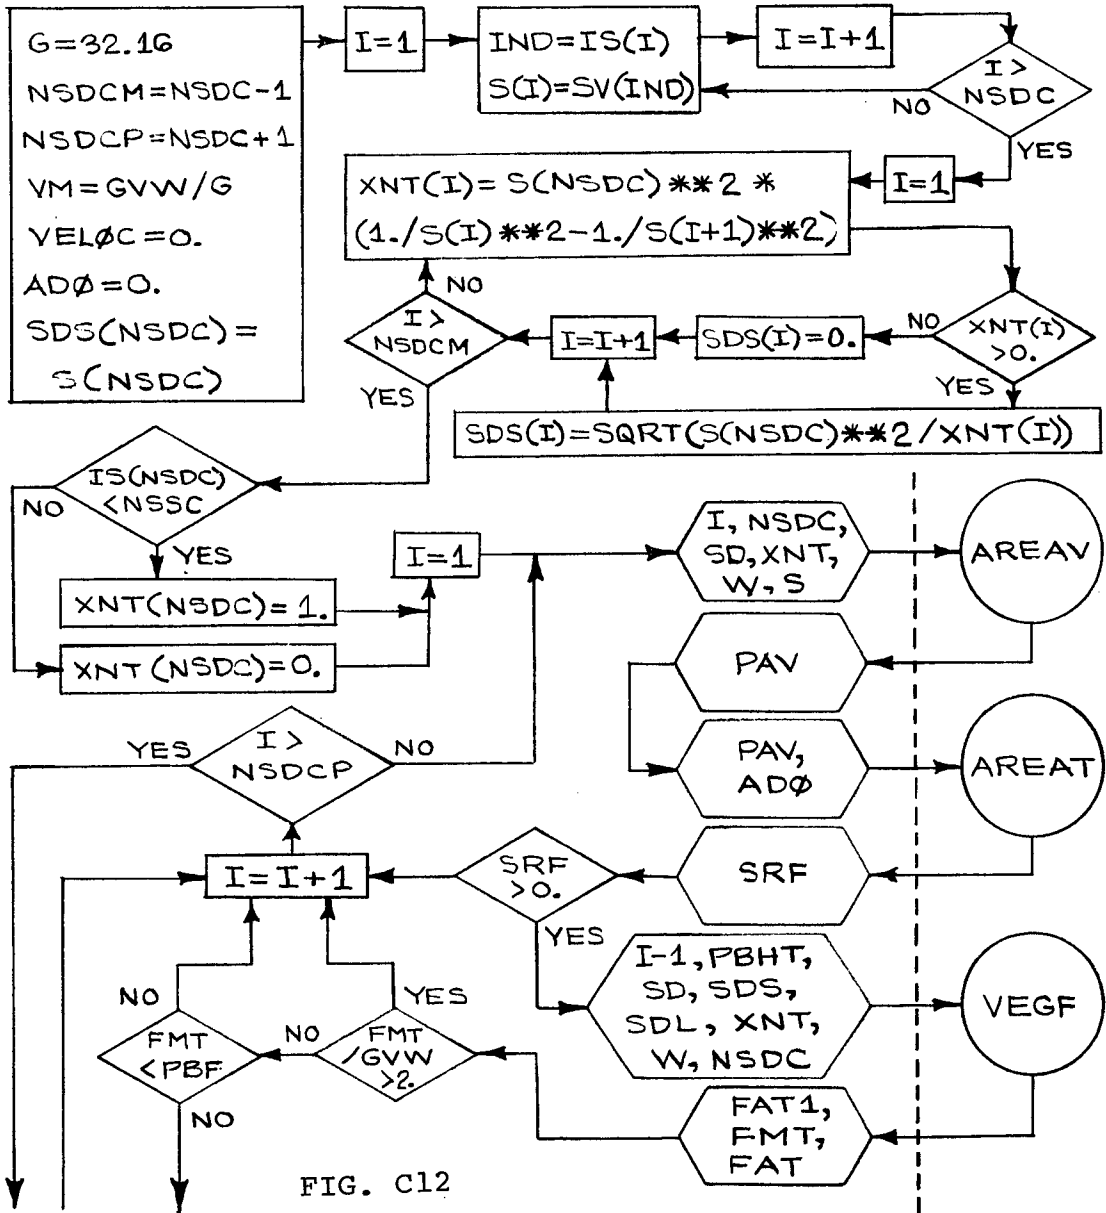 G=32.16
NSDCM=NSDC-1
NSDCP=NSDC+1
VM=GVW/G
VELØC=0.
ADØ=0.
SDS(NSDC)=
S(NSDC)
I=1
IND=IS(I)
S(I)=SV(IND)
I=I+1
I>
NSDC
NO
YES
I=1
XNT(I)=S(NSDC)**2*
(1./S(I)**2-1./S(I+1)**2)
NO
I>
NSDCM
YES
I=I+1
SDS(I)=0.
NO
XNT(I)
>0.
YES
SDS(I)=SQRT(S(NSDC)**2/XNT(I))
IS(NSDC)
<NSSC
NO
YES
XNT(NSDC)=1.
XNT(NSDC)=0.
I=1
I, NSDC,
SD, XNT,
W, S
AREAV
PAV
PAV,
ADØ
AREAT
YES
I>
NSDCP
NO
I=I+1
SRF
>0.
SRF
YES
I-1, PBHT,
SD, SDS,
SDL, XNT,
W, NSDC
VEGF
NO
FMT
<PBF
NO
NO
FMT
/GVW
>2.
YES
FAT1,
FMT,
FAT
FIG. C12